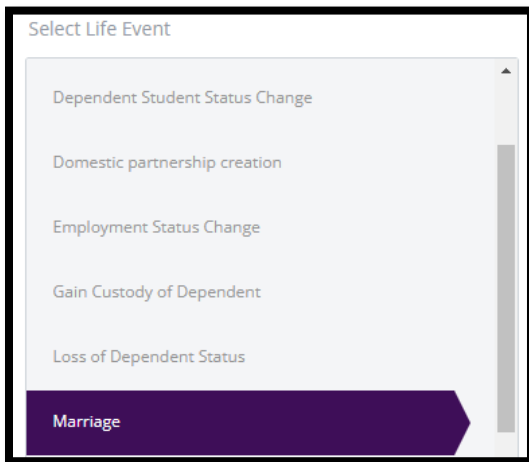 Select Life Event
Dependent Student Status Change
Domestic partnership creation
Employment Status Change
Gain Custody of Dependent
Loss of Dependent Status
Marriage